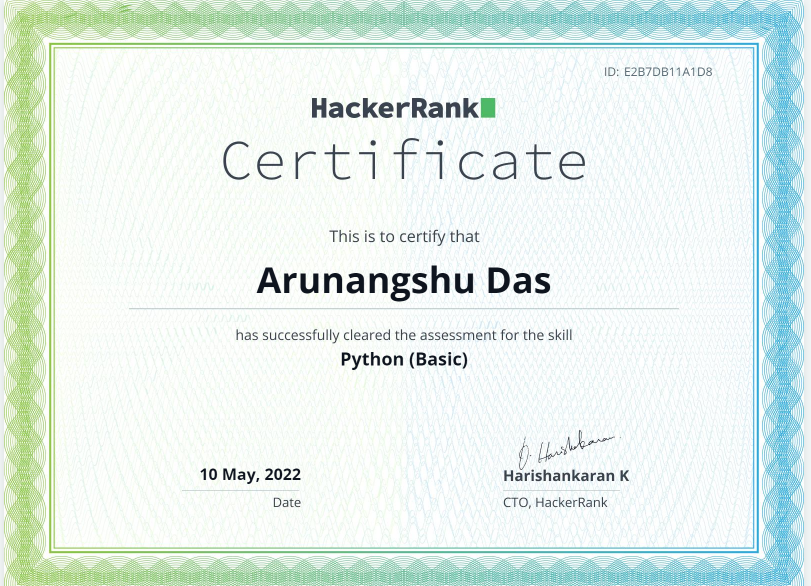 ID: E2B7DB11A1D8
HackerRank
Certificate
This is to certify that
Arunangshu Das
has successfully cleared the assessment for the skill
Python (Basic)
10 May, 2022
Date
D. Harishankaran
Harishankaran K
CTO, HackerRank